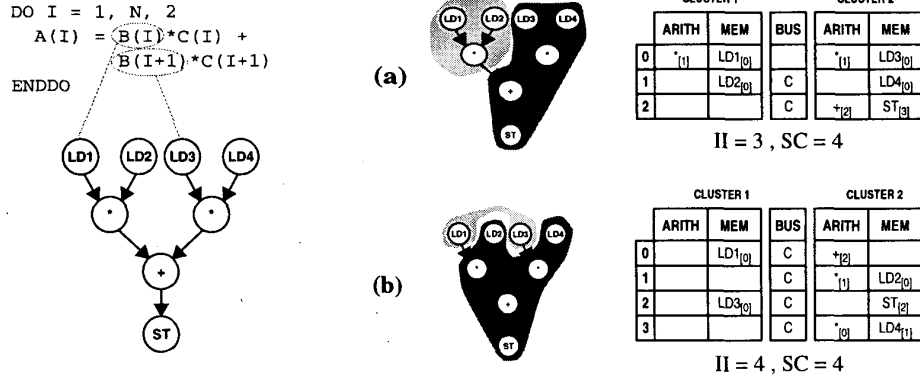 DO I = 1, N, 2
A(I) = B(I)*C(I) +
B(I+1)*C(I+1)
ENDDO
LD1 LD2 LD3 LD4
* *
+
ST
(a)
LD1 LD2 LD3 LD4
* *
+
ST
CLUSTER 1 CLUSTER 2
ARITH MEM BUS ARITH MEM
0 *[1] LD1[0] *[1] LD3[0]
1 LD2[0] C LD4[0]
2 C +[2] ST[3]
II = 3 , SC = 4
(b)
LD1 LD2 LD3 LD4
* *
+
ST
CLUSTER 1 CLUSTER 2
ARITH MEM BUS ARITH MEM
0 LD1[0] C +[2]
1 C *[1] LD2[0]
2 LD3[0] C ST[2]
3 C *[0] LD4[1]
II = 4 , SC = 4